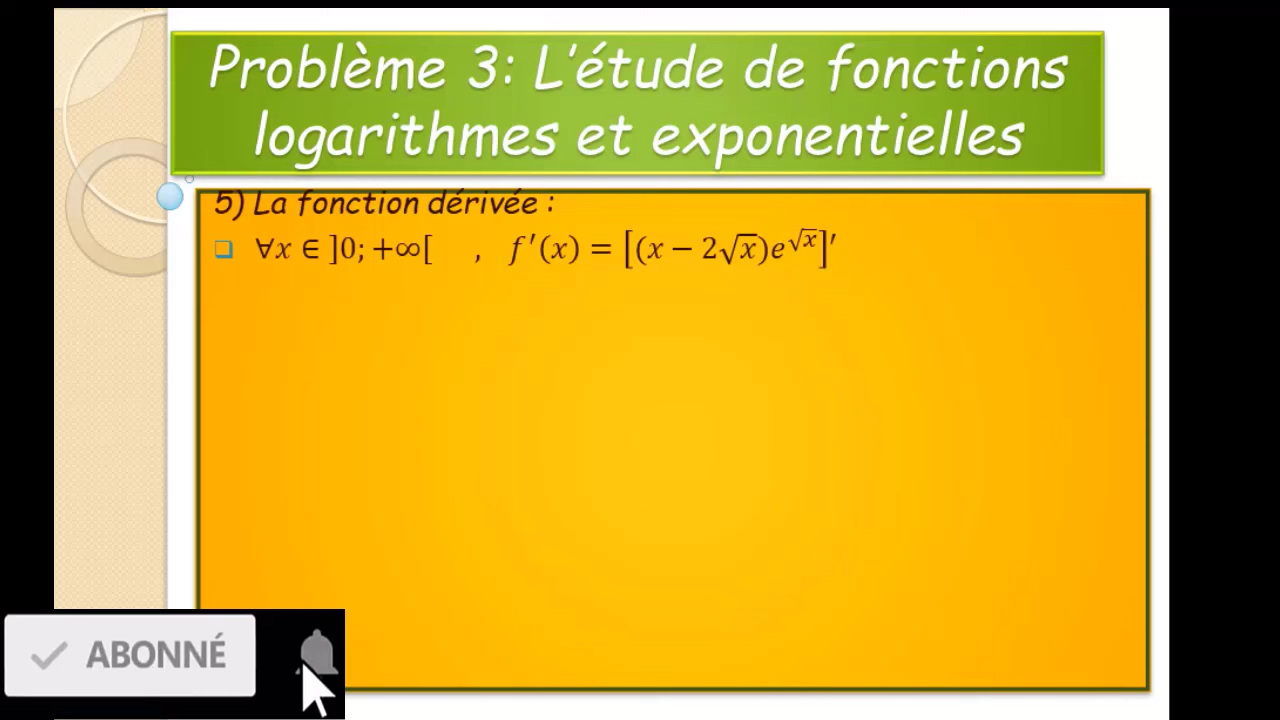 Problème 3: L'étude de fonctions
logarithmes et exponentielles
5) La fonction dérivée :
❑ ∀x ∈ ]0; +∞[ , f′(x) = [(x − 2√x)e^√x]′
ABONNÉ